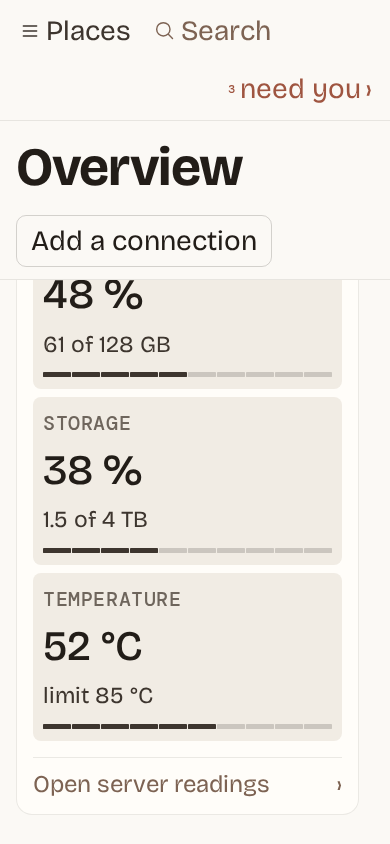 Places Search
3 need you ›
Overview
Add a connection
48 %
61 of 128 GB
STORAGE
38 %
1.5 of 4 TB
TEMPERATURE
52 °C
limit 85 °C
Open server readings ›